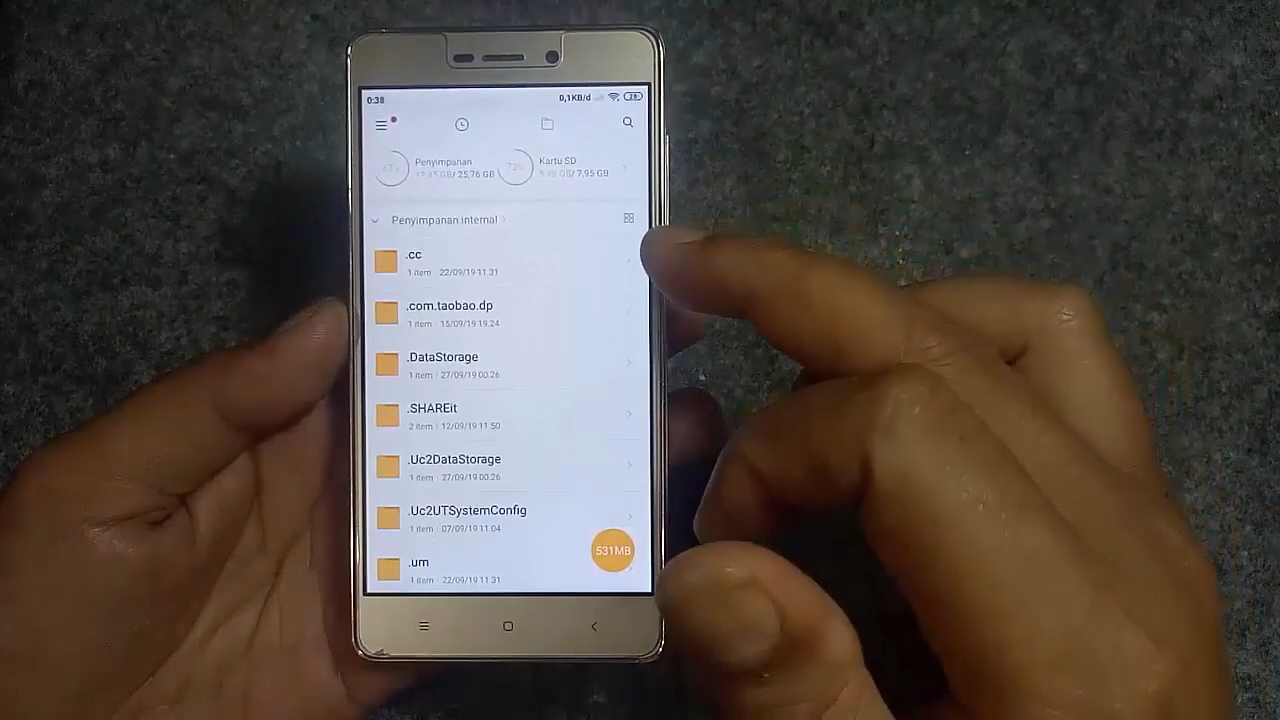 0:38 0,1KB/d 28
Penyimpanan Kartu SD
67% 73%
/ 25,76 GB / 7,95 GB
Penyimpanan internal
.cc
1 item | 22/09/19 11.31
.com.taobao.dp
1 item | 15/09/19 19.24
.DataStorage
1 item | 27/09/19 00.26
.SHAREit
2 item | 12/09/19 11.50
.Uc2DataStorage
1 item | 27/09/19 00.26
.Uc2UTSystemConfig
1 item | 07/09/19 11.04
531MB
.um
1 item | 22/09/19 11.31